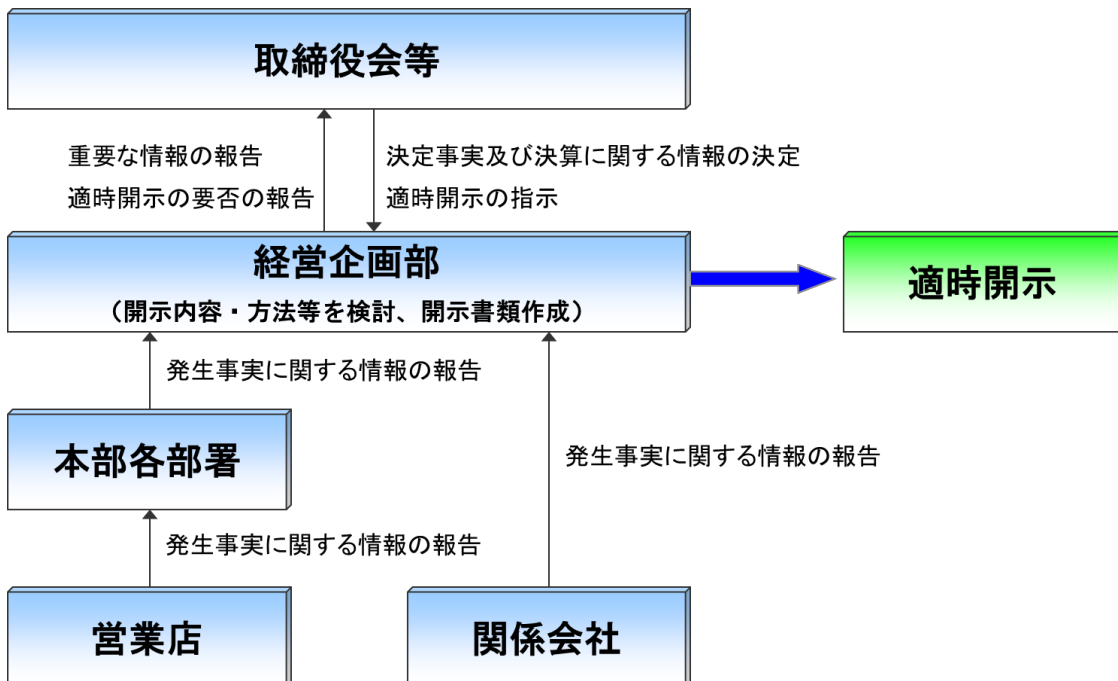 取締役会等
重要な情報の報告
適時開示の要否の報告
決定事実及び決算に関する情報の決定
適時開示の指示
経営企画部
（開示内容・方法等を検討、開示書類作成）
適時開示
発生事実に関する情報の報告
本部各部署
発生事実に関する情報の報告
発生事実に関する情報の報告
営業店
関係会社